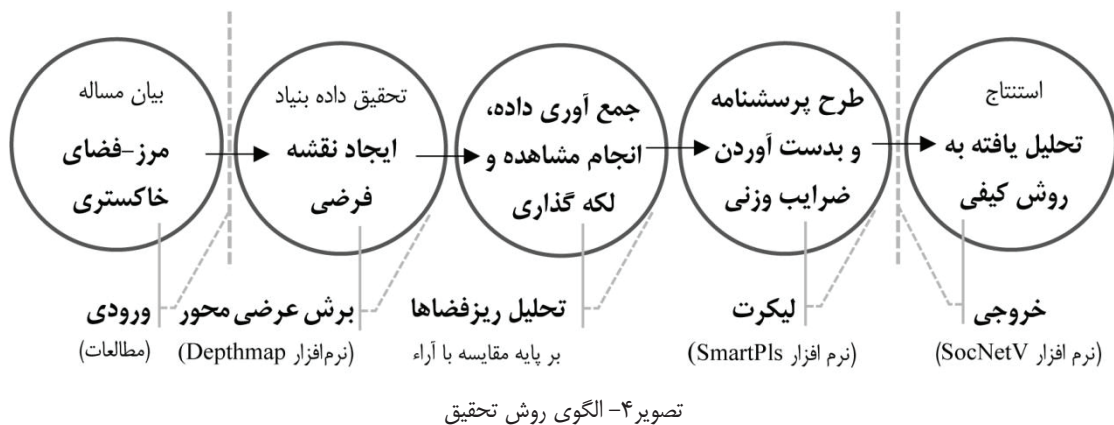 بیان مساله
مرز-فضای
خاکستری
تحقیق داده بنیاد
ایجاد نقشه
فرضی
جمع آوری داده،
انجام مشاهده و
لکه گذاری
طرح پرسشنامه
و بدست آوردن
ضرایب وزنی
استنتاج
تحلیل یافته به
روش کیفی
ورودی
(مطالعات)
برش عرضی محور
(نرم‌افزار Depthmap)
تحلیل ریزفضاها
بر پایه مقایسه با آراء
لیکرت
(نرم افزار SmartPls)
خروجی
(نرم افزار SocNetV)
تصویر۴- الگوی روش تحقیق